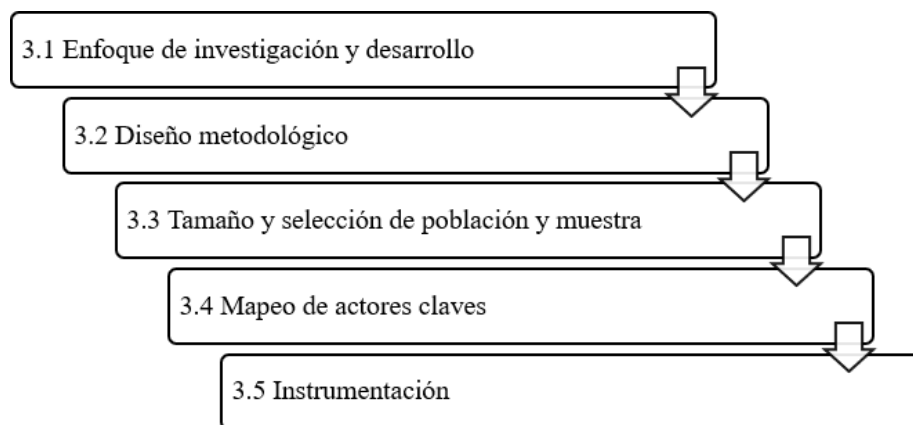 3.1 Enfoque de investigación y desarrollo
3.2 Diseño metodológico
3.3 Tamaño y selección de población y muestra
3.4 Mapeo de actores claves
3.5 Instrumentación